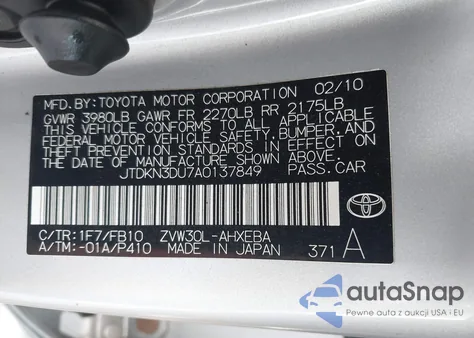 MFD.BY:TOYOTA MOTOR CORPORATION 02/10
GVWR 3980LB GAWR FR 2270LB RR 2175LB
THIS VEHICLE CONFORMS TO ALL APPLICABLE
FEDERAL MOTOR VEHICLE SAFETY, BUMPER, AND
THEFT PREVENTION STANDARDS IN EFFECT ON
THE DATE OF MANUFACTURE SHOWN ABOVE.
JTDKN3DU7A0137849 PASS.CAR
C/TR:1F7/FB10 ZVW30L-AHXEBA
A/TM:-01A/P410 MADE IN JAPAN 371 A
TOYOTA
autoSnap
Pewne auta z aukcji USA i EU